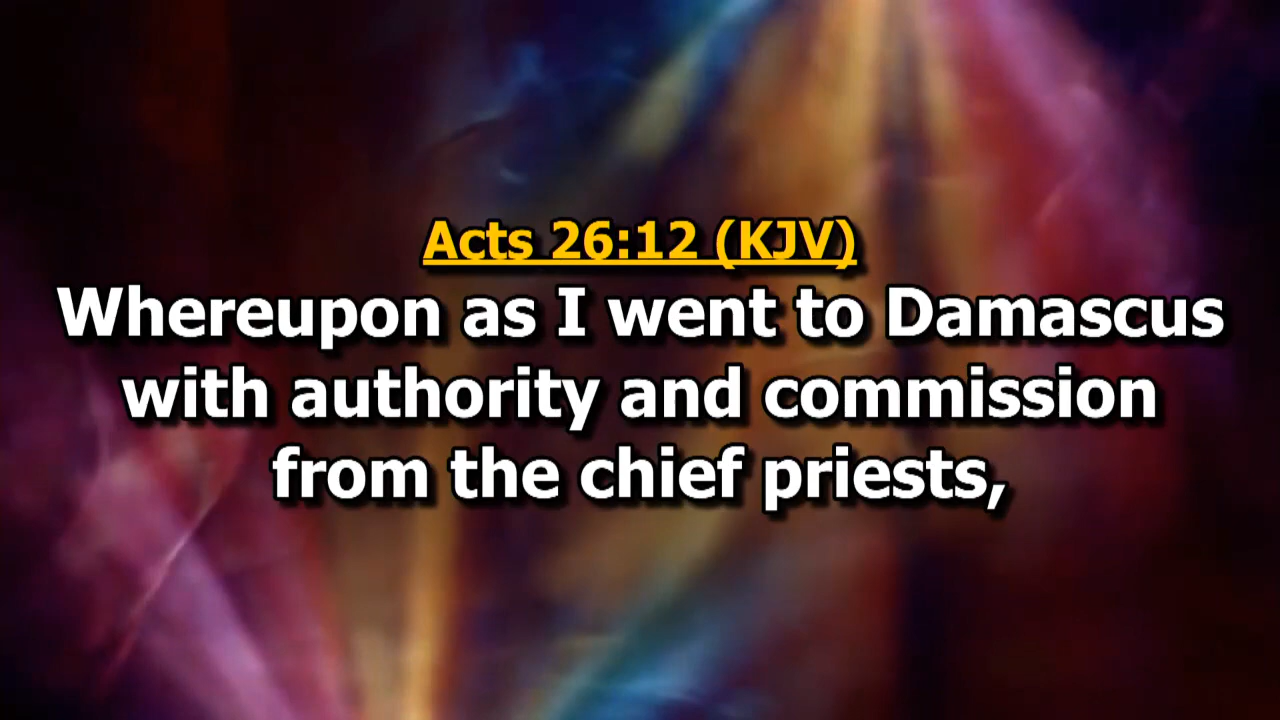 Acts 26:12 (KJV)
Whereupon as I went to Damascus
with authority and commission
from the chief priests,